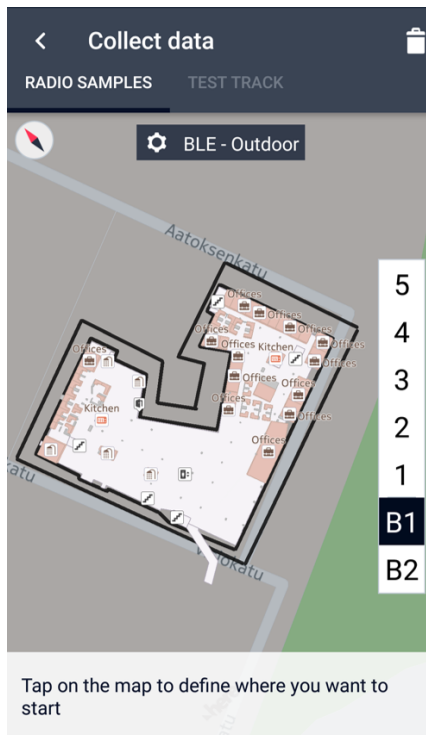 Collect data
RADIO SAMPLES
TEST TRACK
BLE - Outdoor
Aatoksenkatu
Offices
Offices
Offices
Offices
Offices Kitchen
Offices
Offices
Offices
Offices
Offices
Offices
Offices
Offices
Kitchen
5
4
3
2
1
B1
B2
katu
Tap on the map to define where you want to
start